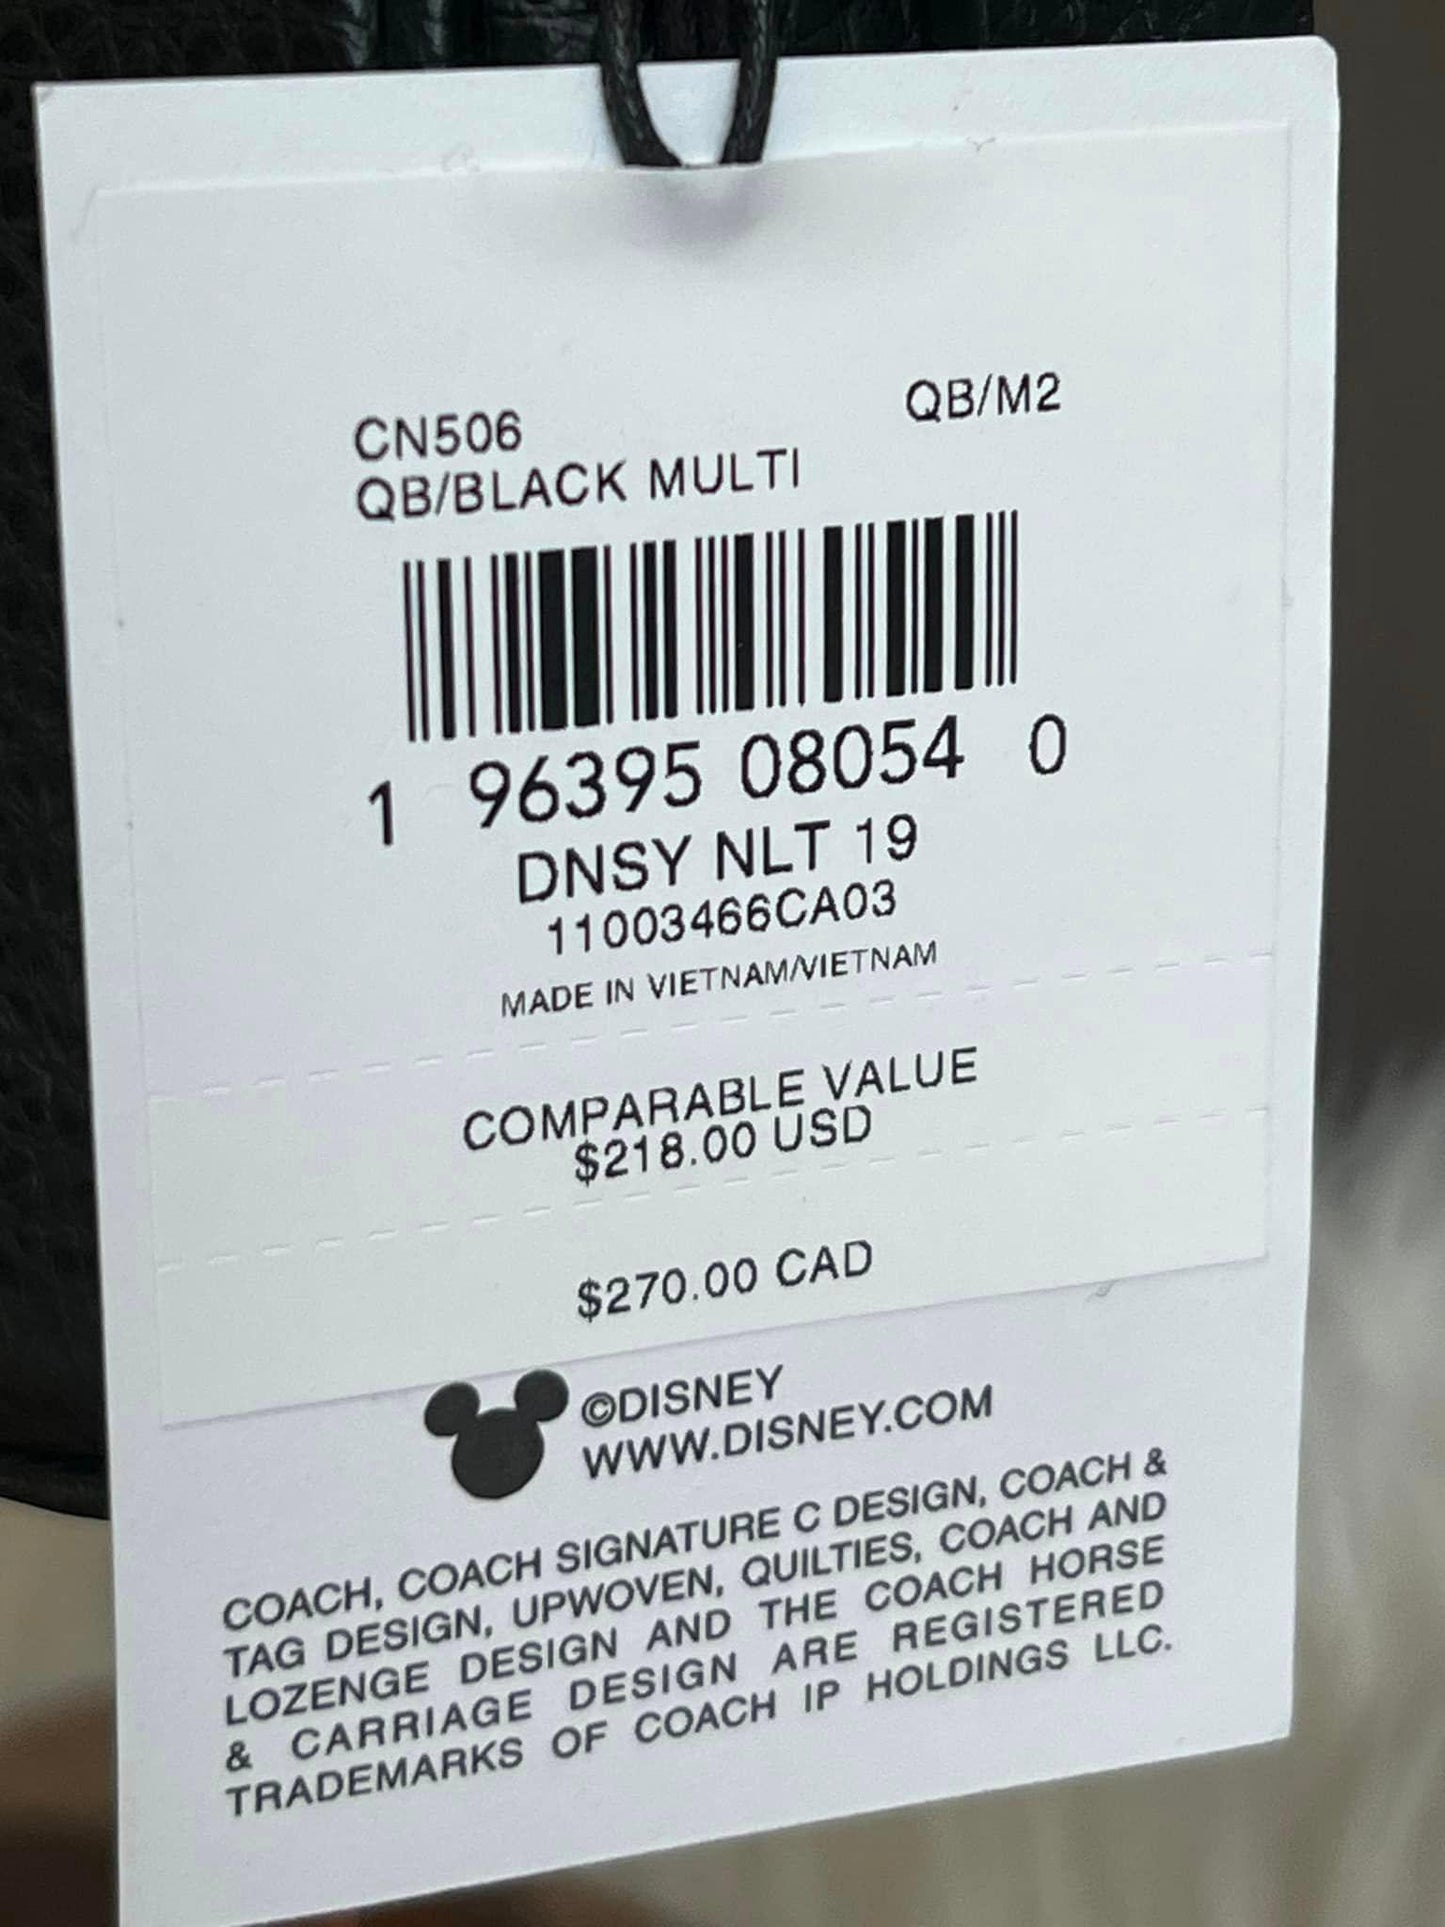 CN506 QB/M2
QB/BLACK MULTI
1 96395 08054 0
DNSY NLT 19
11003466CA03
MADE IN VIETNAM/VIETNAM
COMPARABLE VALUE
$218.00 USD
$270.00 CAD
©DISNEY
WWW.DISNEY.COM
COACH, COACH SIGNATURE C DESIGN, COACH &
TAG DESIGN, UPWOVEN, QUILTIES, COACH AND
LOZENGE DESIGN AND THE COACH HORSE
& CARRIAGE DESIGN ARE REGISTERED
TRADEMARKS OF COACH IP HOLDINGS LLC.